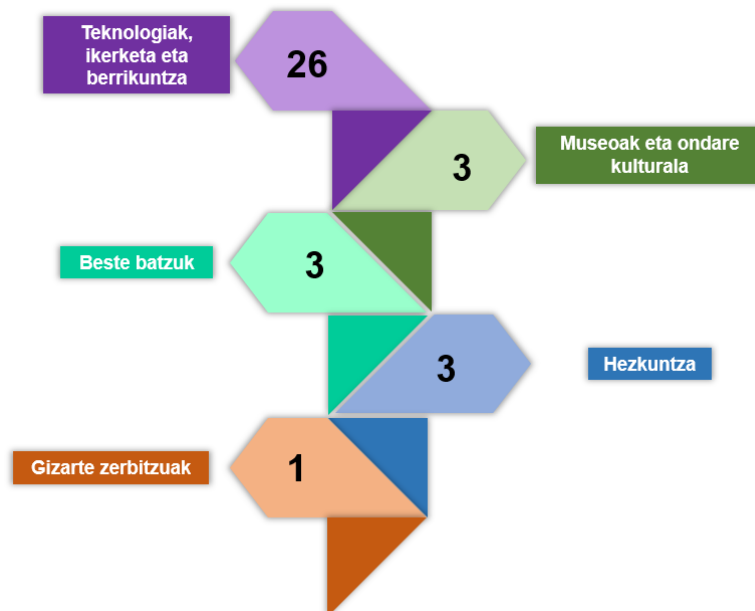 Teknologiak,
ikerketa eta
berrikuntza
26
Museoak eta ondare
kulturala
3
Beste batzuk
3
Hezkuntza
3
Gizarte zerbitzuak
1